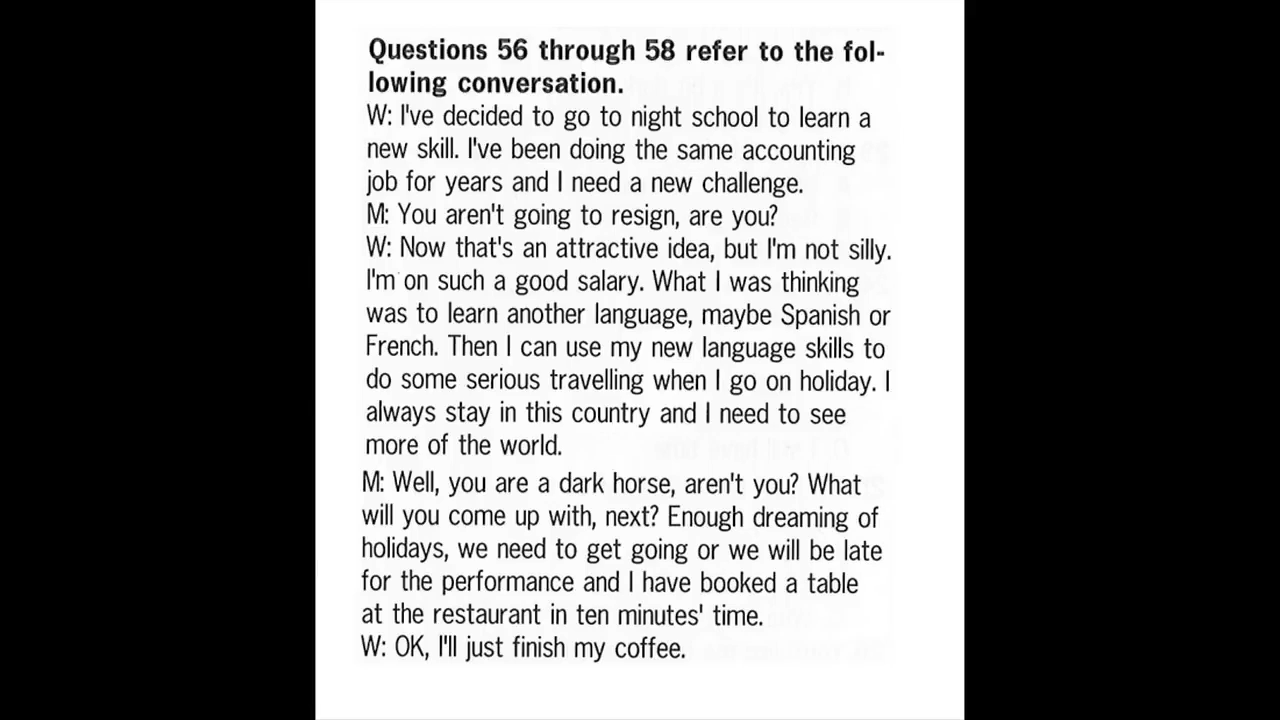 Questions 56 through 58 refer to the fol-
lowing conversation.
W: I've decided to go to night school to learn a
new skill. I've been doing the same accounting
job for years and I need a new challenge.
M: You aren't going to resign, are you?
W: Now that's an attractive idea, but I'm not silly.
I'm on such a good salary. What I was thinking
was to learn another language, maybe Spanish or
French. Then I can use my new language skills to
do some serious travelling when I go on holiday. I
always stay in this country and I need to see
more of the world.
M: Well, you are a dark horse, aren't you? What
will you come up with, next? Enough dreaming of
holidays, we need to get going or we will be late
for the performance and I have booked a table
at the restaurant in ten minutes' time.
W: OK, I'll just finish my coffee.